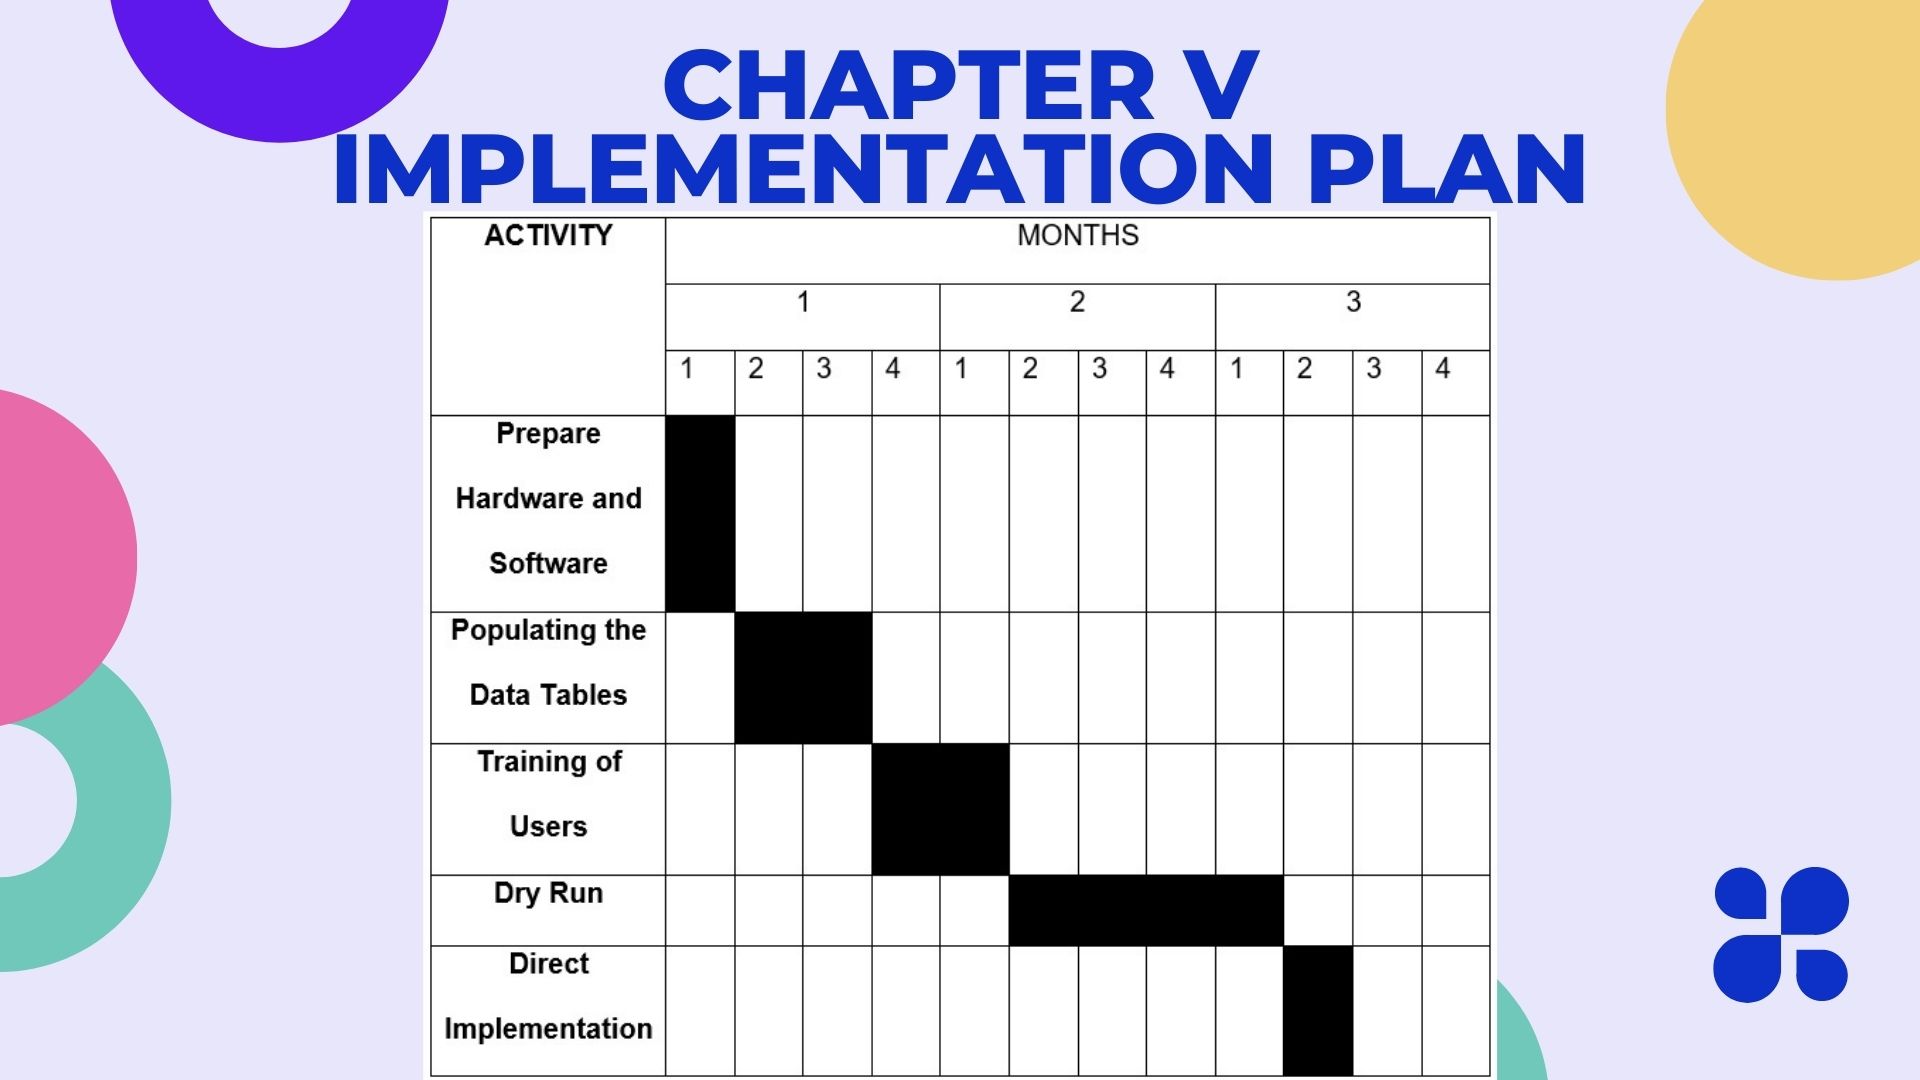 CHAPTER V
IMPLEMENTATION PLAN
ACTIVITY
MONTHS
1 2 3
1 2 3 4 1 2 3 4 1 2 3 4
Prepare
Hardware and
Software
Populating the
Data Tables
Training of
Users
Dry Run
Direct
Implementation